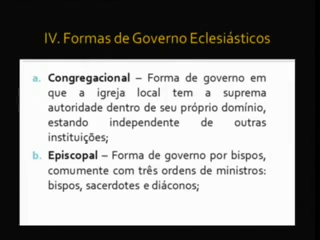 IV. Formas de Governo Eclesiásticos
a. Congregacional – Forma de governo em
que a igreja local tem a suprema
autoridade dentro de seu próprio domínio,
estando independente de outras
instituições;
b. Episcopal – Forma de governo por bispos,
comumente com três ordens de ministros:
bispos, sacerdotes e diáconos;